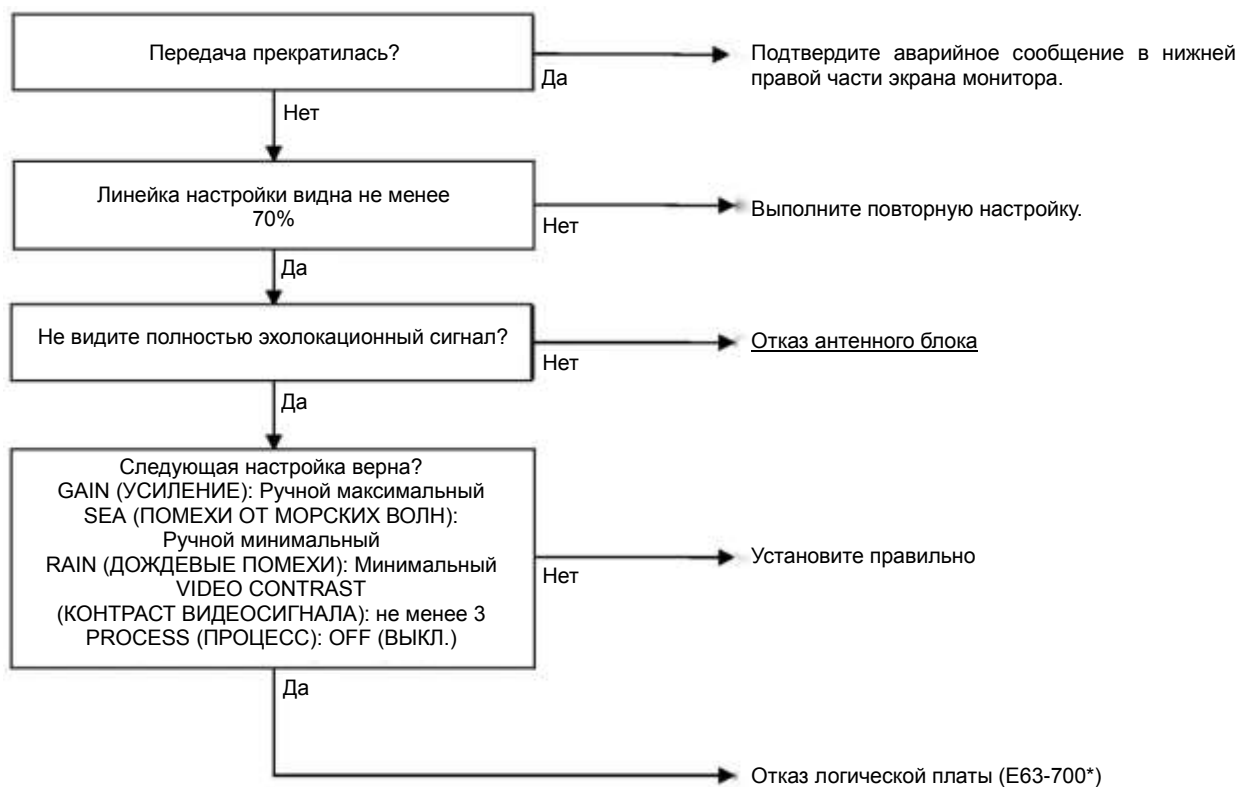 Передача прекратилась?
Да
Подтвердите аварийное сообщение в нижней
правой части экрана монитора.
Нет
Линейка настройки видна не менее
70%
Нет
Выполните повторную настройку.
Да
Не видите полностью эхолокационный сигнал?
Нет
Отказ антенного блока
Да
Следующая настройка верна?
GAIN (УСИЛЕНИЕ): Ручной максимальный
SEA (ПОМЕХИ ОТ МОРСКИХ ВОЛН):
Ручной минимальный
RAIN (ДОЖДЕВЫЕ ПОМЕХИ): Минимальный
VIDEO CONTRAST
(КОНТРАСТ ВИДЕОСИГНАЛА): не менее 3
PROCESS (ПРОЦЕСС): OFF (ВЫКЛ.)
Нет
Установите правильно
Да
Отказ логической платы (E63-700*)